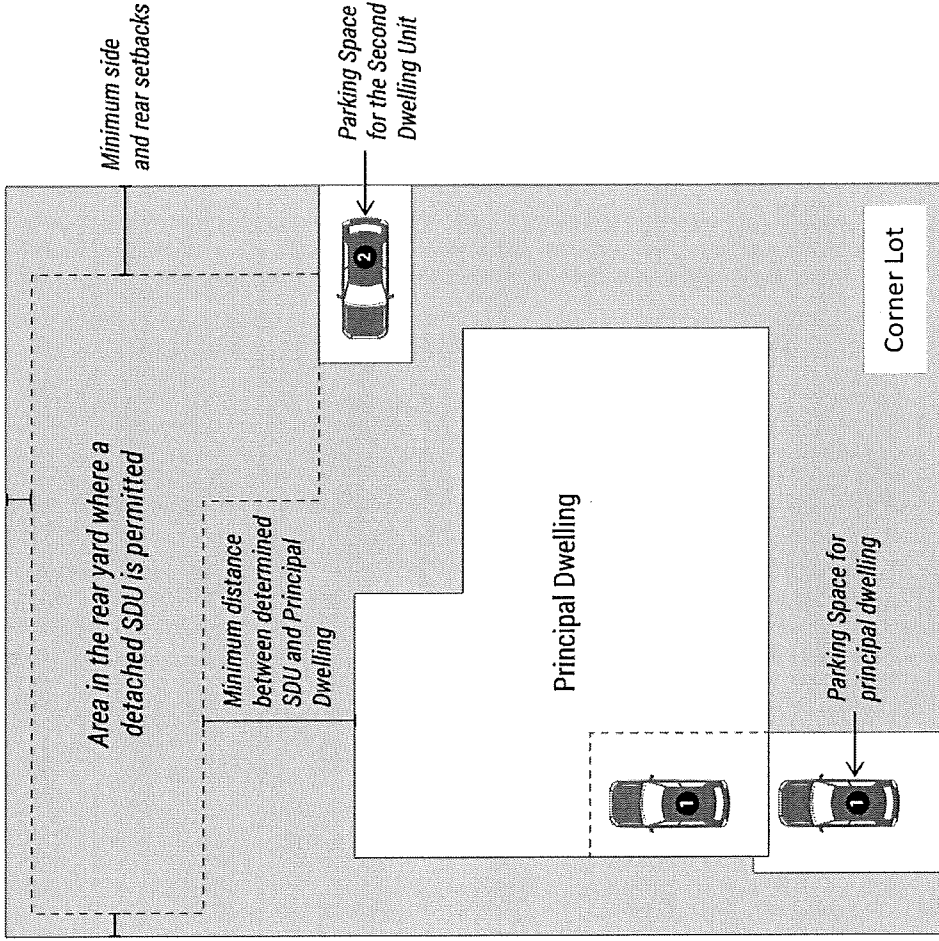 Minimum side
and rear setbacks
Area in the rear yard where a
detached SDU is permitted
Parking Space
for the Second
Dwelling Unit
2
Minimum distance
between determined
SDU and Principal
Dwelling
Principal Dwelling
Corner Lot
Parking Space for
principal dwelling
1
1